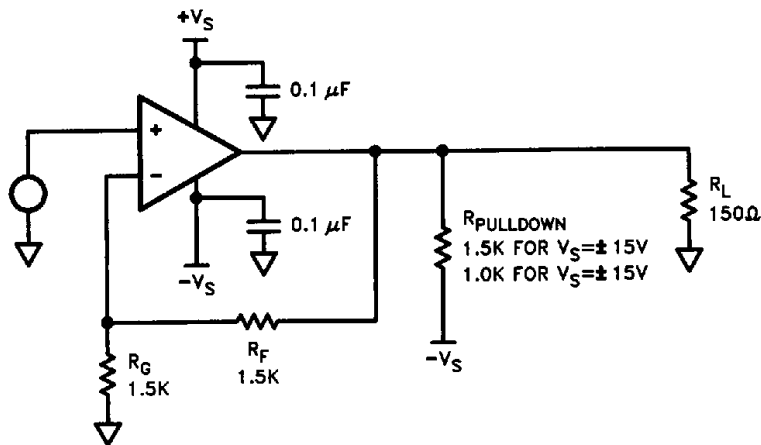 +V_S
0.1 μF
+
−
0.1 μF
−V_S
R_L
150Ω
R_PULLDOWN
1.5K FOR V_S=± 15V
1.0K FOR V_S=± 15V
−V_S
R_F
1.5K
R_G
1.5K